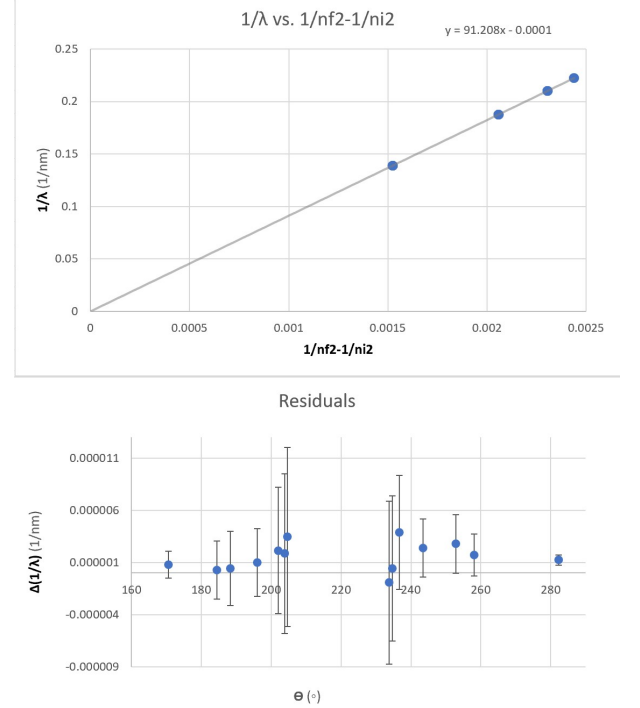 1/λ vs. 1/nf2-1/ni2
y = 91.208x - 0.0001
0.25
0.2
0.15
0.1
0.05
0
1/λ (1/nm)
0 0.0005 0.001 0.0015 0.002 0.0025
1/nf2-1/ni2
Residuals
0.000011
0.000006
0.000001
-0.000004
-0.000009
Δ(1/λ) (1/nm)
160 180 200 220 240 260 280
ϴ (◦)